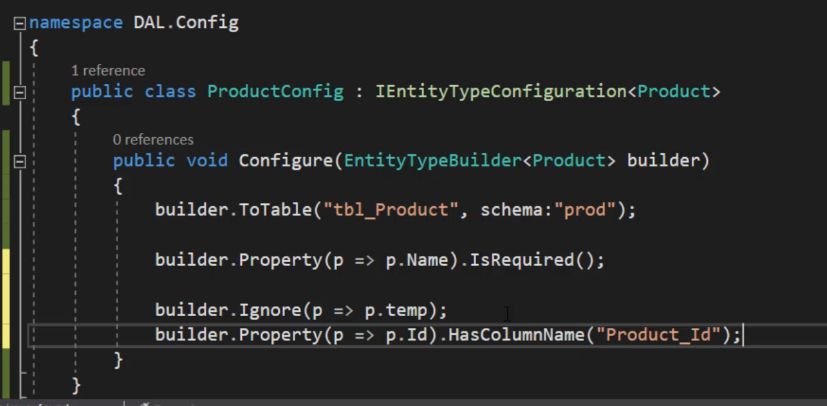 namespace DAL.Config
{
1 reference
public class ProductConfig : IEntityTypeConfiguration<Product>
{
0 references
public void Configure(EntityTypeBuilder<Product> builder)
{
builder.ToTable("tbl_Product", schema:"prod");
builder.Property(p => p.Name).IsRequired();
builder.Ignore(p => p.temp);
builder.Property(p => p.Id).HasColumnName("Product_Id");
}
}